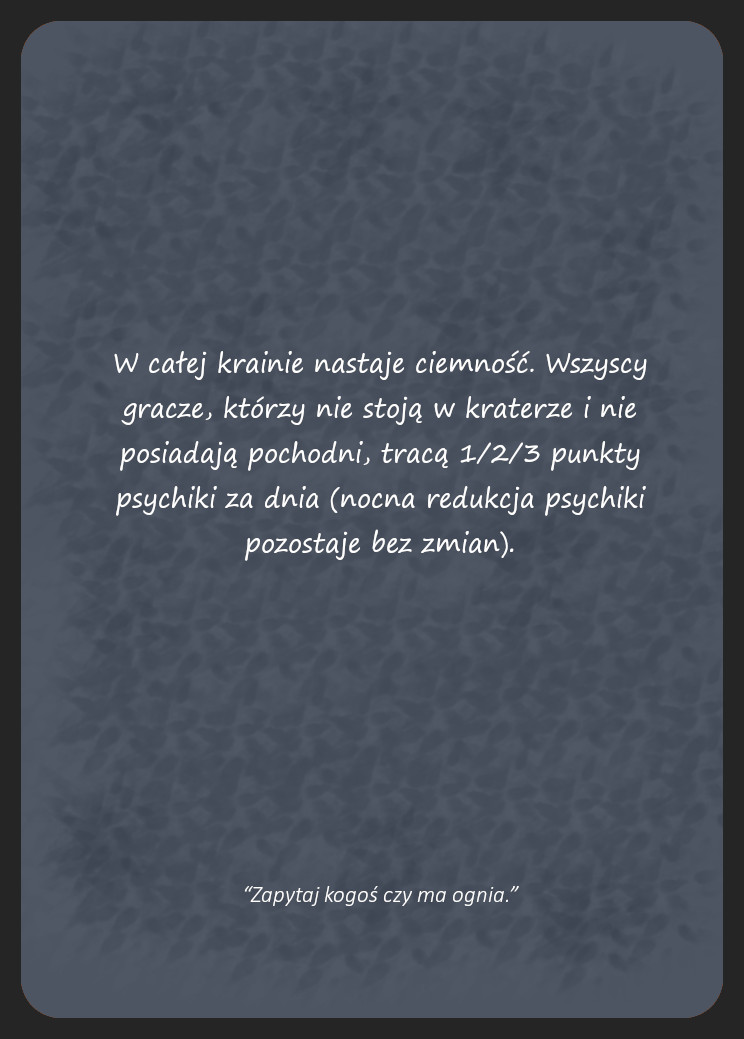 W całej krainie nastaje ciemność. Wszyscy
gracze, którzy nie stoją w kraterze i nie
posiadają pochodni, tracą 1/2/3 punkty
psychiki za dnia (nocna redukcja psychiki
pozostaje bez zmian).
“Zapytaj kogoś czy ma ognia.”